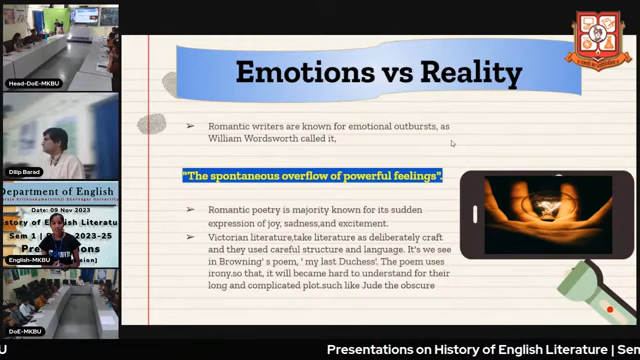 Head-DoE-MKBU
Dilip Barad
Department of English
Date: 09 Nov 2023
History of English Literatu
Sem 1
2023-25
English-MKBU
DoE-MKBU
Emotions vs Reality
➢ Romantic writers are known for emotional outbursts, as
William Wordsworth called it,
"The spontaneous overflow of powerful feelings".
➢ Romantic poetry is majority known for its sudden
expression of joy, sadness,and excitement.
➢ Victorian literature,take literature as deliberately craft
and they used careful structure and language. It's we see
in Browning' s poem, ' my last Duchess'. The poem uses
irony.so that, it will became hard to understand for their
long and complicated plot.such like Jude the obscure
U
Presentations on History of English Literature | Sen